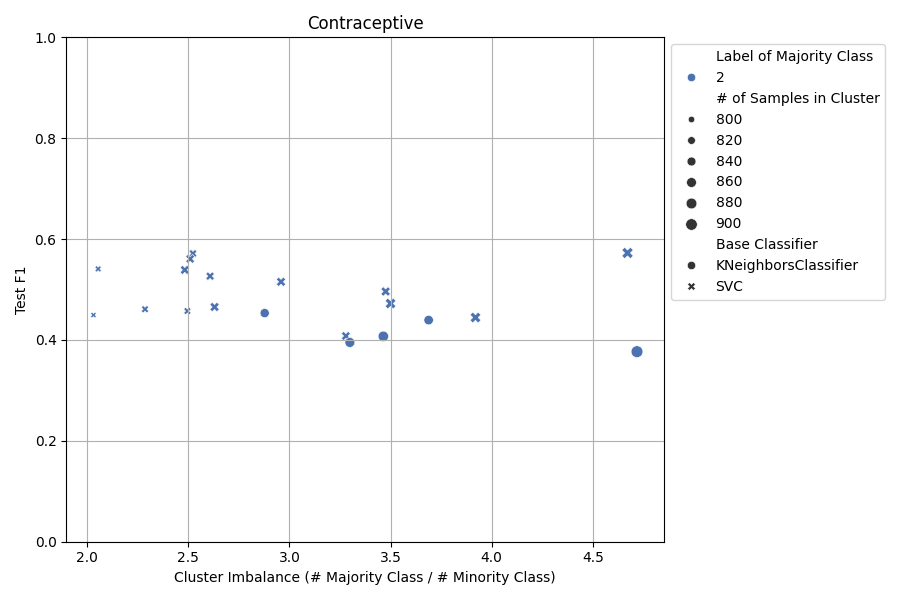 Contraceptive
1.0
0.8
0.6
0.4
0.2
0.0
Test F1
2.0 2.5 3.0 3.5 4.0 4.5
Cluster Imbalance (# Majority Class / # Minority Class)
Label of Majority Class
2
# of Samples in Cluster
800
820
840
860
880
900
Base Classifier
KNeighborsClassifier
SVC